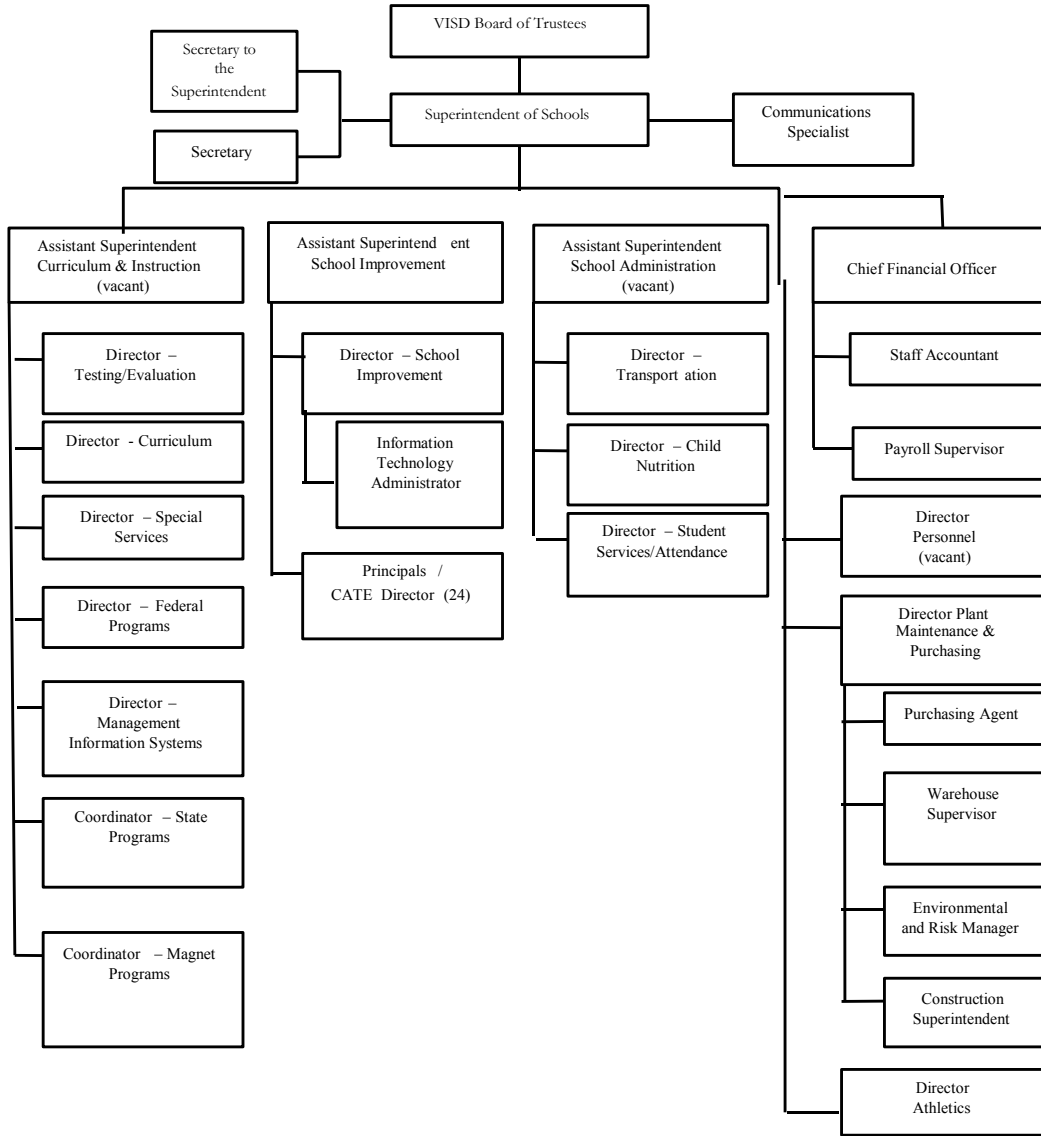 VISD Board of Trustees
Secretary to
the
Superintendent
Superintendent of Schools
Communications
Specialist
Secretary
Assistant Superintendent
Curriculum & Instruction
(vacant)
Assistant Superintend ent
School Improvement
Assistant Superintendent
School Administration
(vacant)
Chief Financial Officer
Director –
Testing/Evaluation
Director - Curriculum
Director – Special
Services
Director – Federal
Programs
Director –
Management
Information Systems
Coordinator – State
Programs
Coordinator – Magnet
Programs
Director – School
Improvement
Information
Technology
Administrator
Principals /
CATE Director (24)
Director –
Transport ation
Director – Child
Nutrition
Director – Student
Services/Attendance
Staff Accountant
Payroll Supervisor
Director
Personnel
(vacant)
Director Plant
Maintenance &
Purchasing
Purchasing Agent
Warehouse
Supervisor
Environmental
and Risk Manager
Construction
Superintendent
Director
Athletics